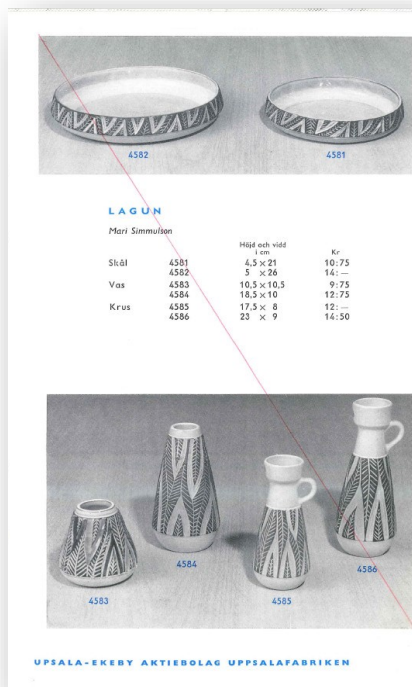 4582 4581
LAGUN
Mari Simmulson
Höjd och vidd
i cm Kr
Skål 4581 4,5 x 21 10:75
4582 5 x 26 14:—
Vas 4583 10,5 x 10,5 9:75
4584 18,5 x 10 12:75
Krus 4585 17,5 x 8 12:—
4586 23 x 9 14:50
4584
4586
4583
4585
UPSALA-EKEBY AKTIEBOLAG UPPSALAFABRIKEN